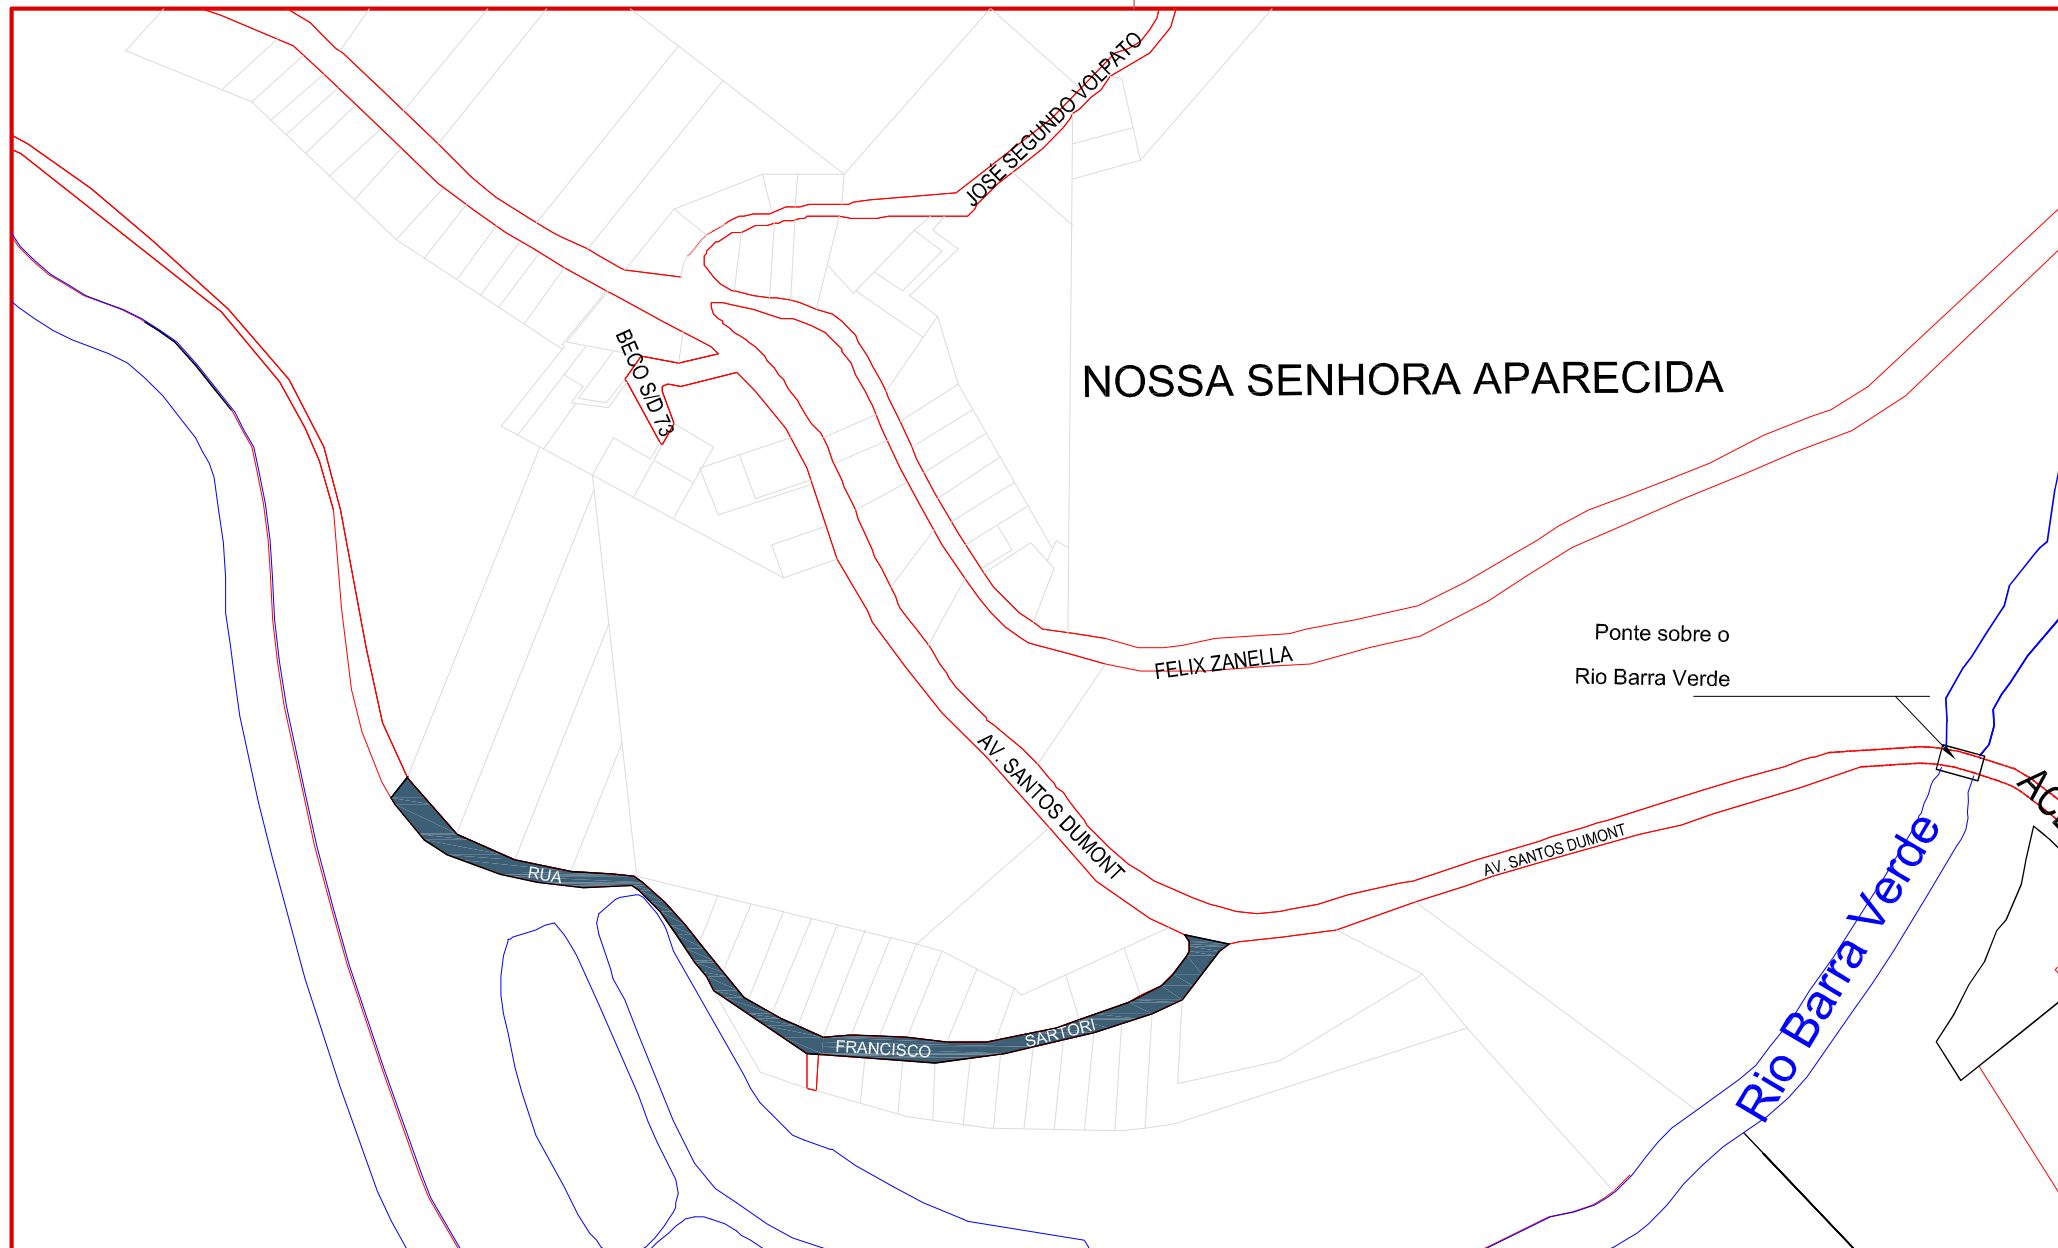 JOSÉ SEGUNDO VOLPATO
BECO S/D 73
NOSSA SENHORA APARECIDA
Ponte sobre o
Rio Barra Verde
FELIX ZANELLA
AV. SANTOS DUMONT
AV. SANTOS DUMONT
Rio Barra Verde
RUA
FRANCISCO
SARTORI